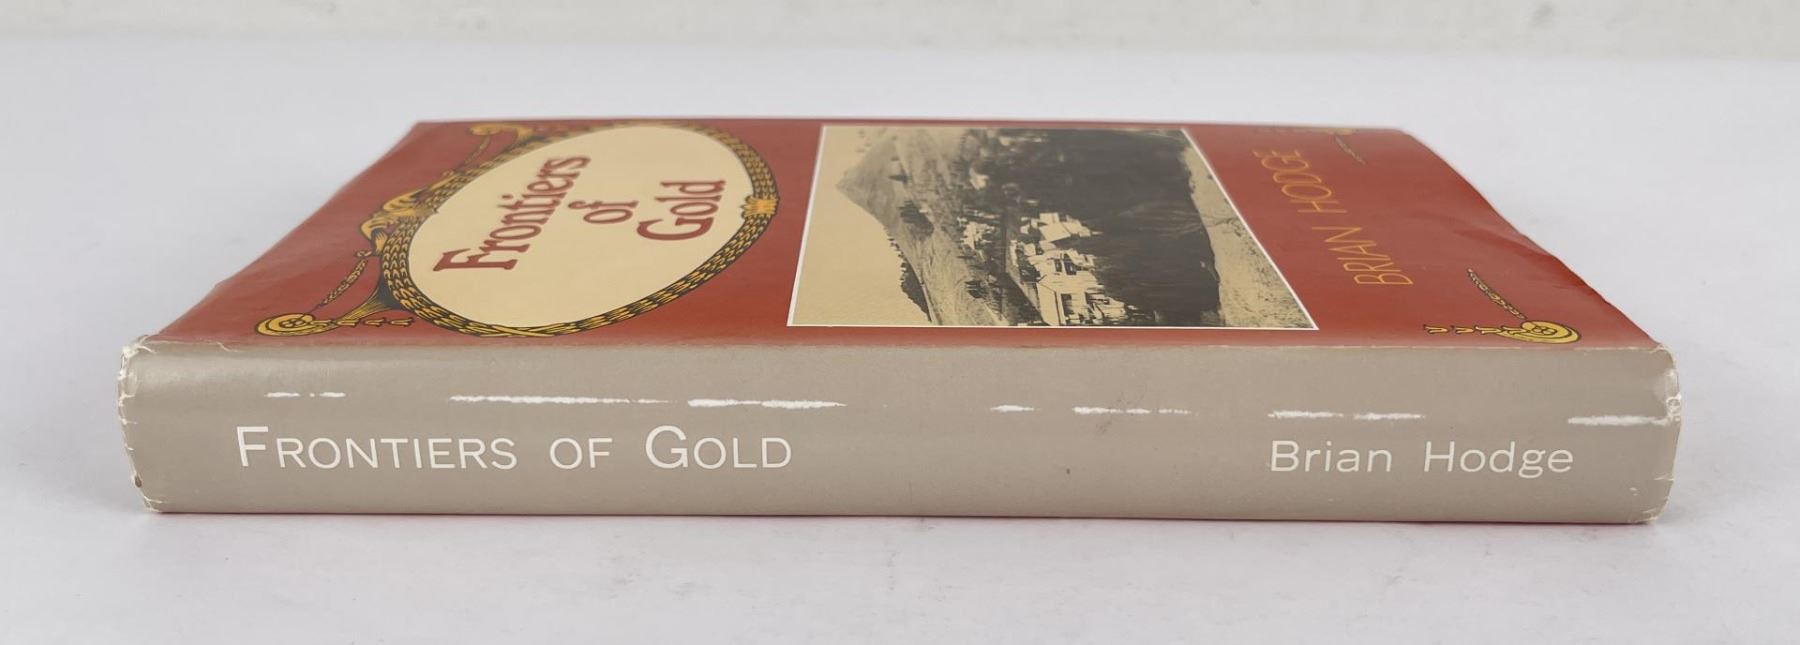 Frontiers
of
Gold
BRIAN HODGE
FRONTIERS OF GOLD
Brian Hodge